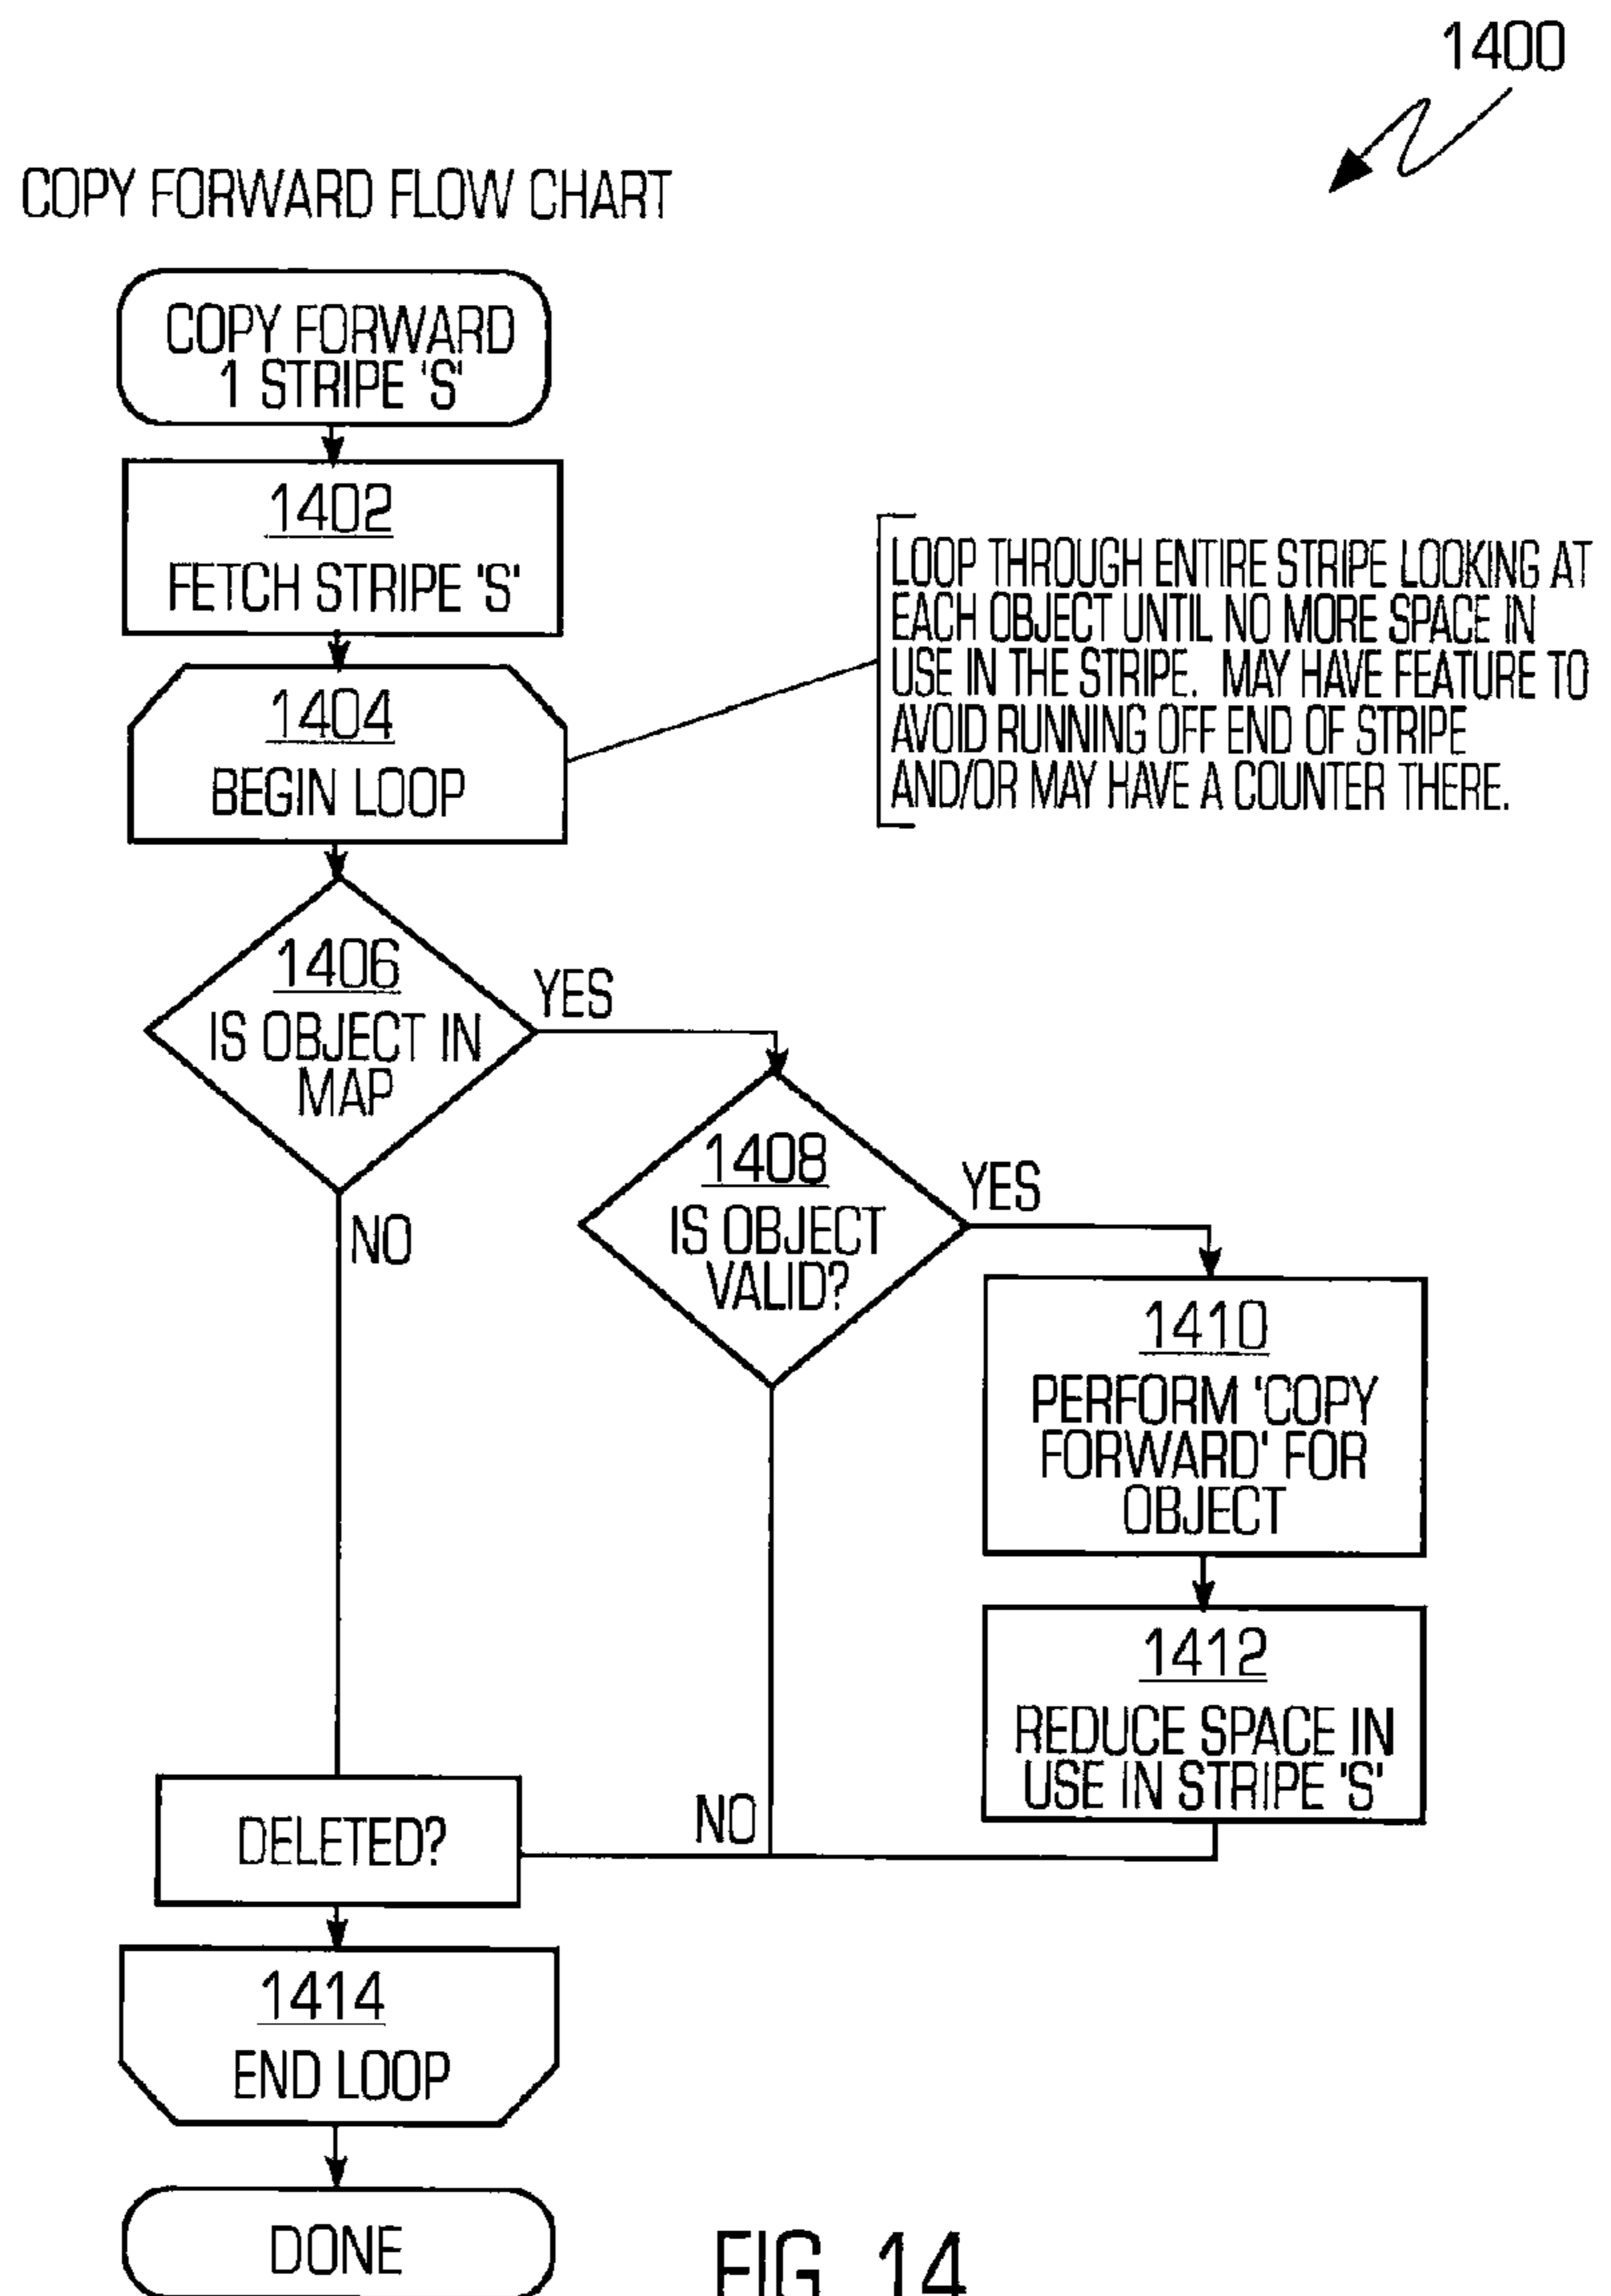 1400
COPY FORWARD FLOW CHART
COPY FORWARD
1 STRIPE 'S'
1402
FETCH STRIPE 'S'
1404
BEGIN LOOP
LOOP THROUGH ENTIRE STRIPE LOOKING AT
EACH OBJECT UNTIL NO MORE SPACE IN
USE IN THE STRIPE. MAY HAVE FEATURE TO
AVOID RUNNING OFF END OF STRIPE
AND/OR MAY HAVE A COUNTER THERE.
1406
IS OBJECT IN
MAP
YES
NO
1408
IS OBJECT
VALID?
YES
NO
1410
PERFORM 'COPY
FORWARD' FOR
OBJECT
1412
REDUCE SPACE IN
USE IN STRIPE 'S'
DELETED?
1414
END LOOP
DONE
FIG. 14